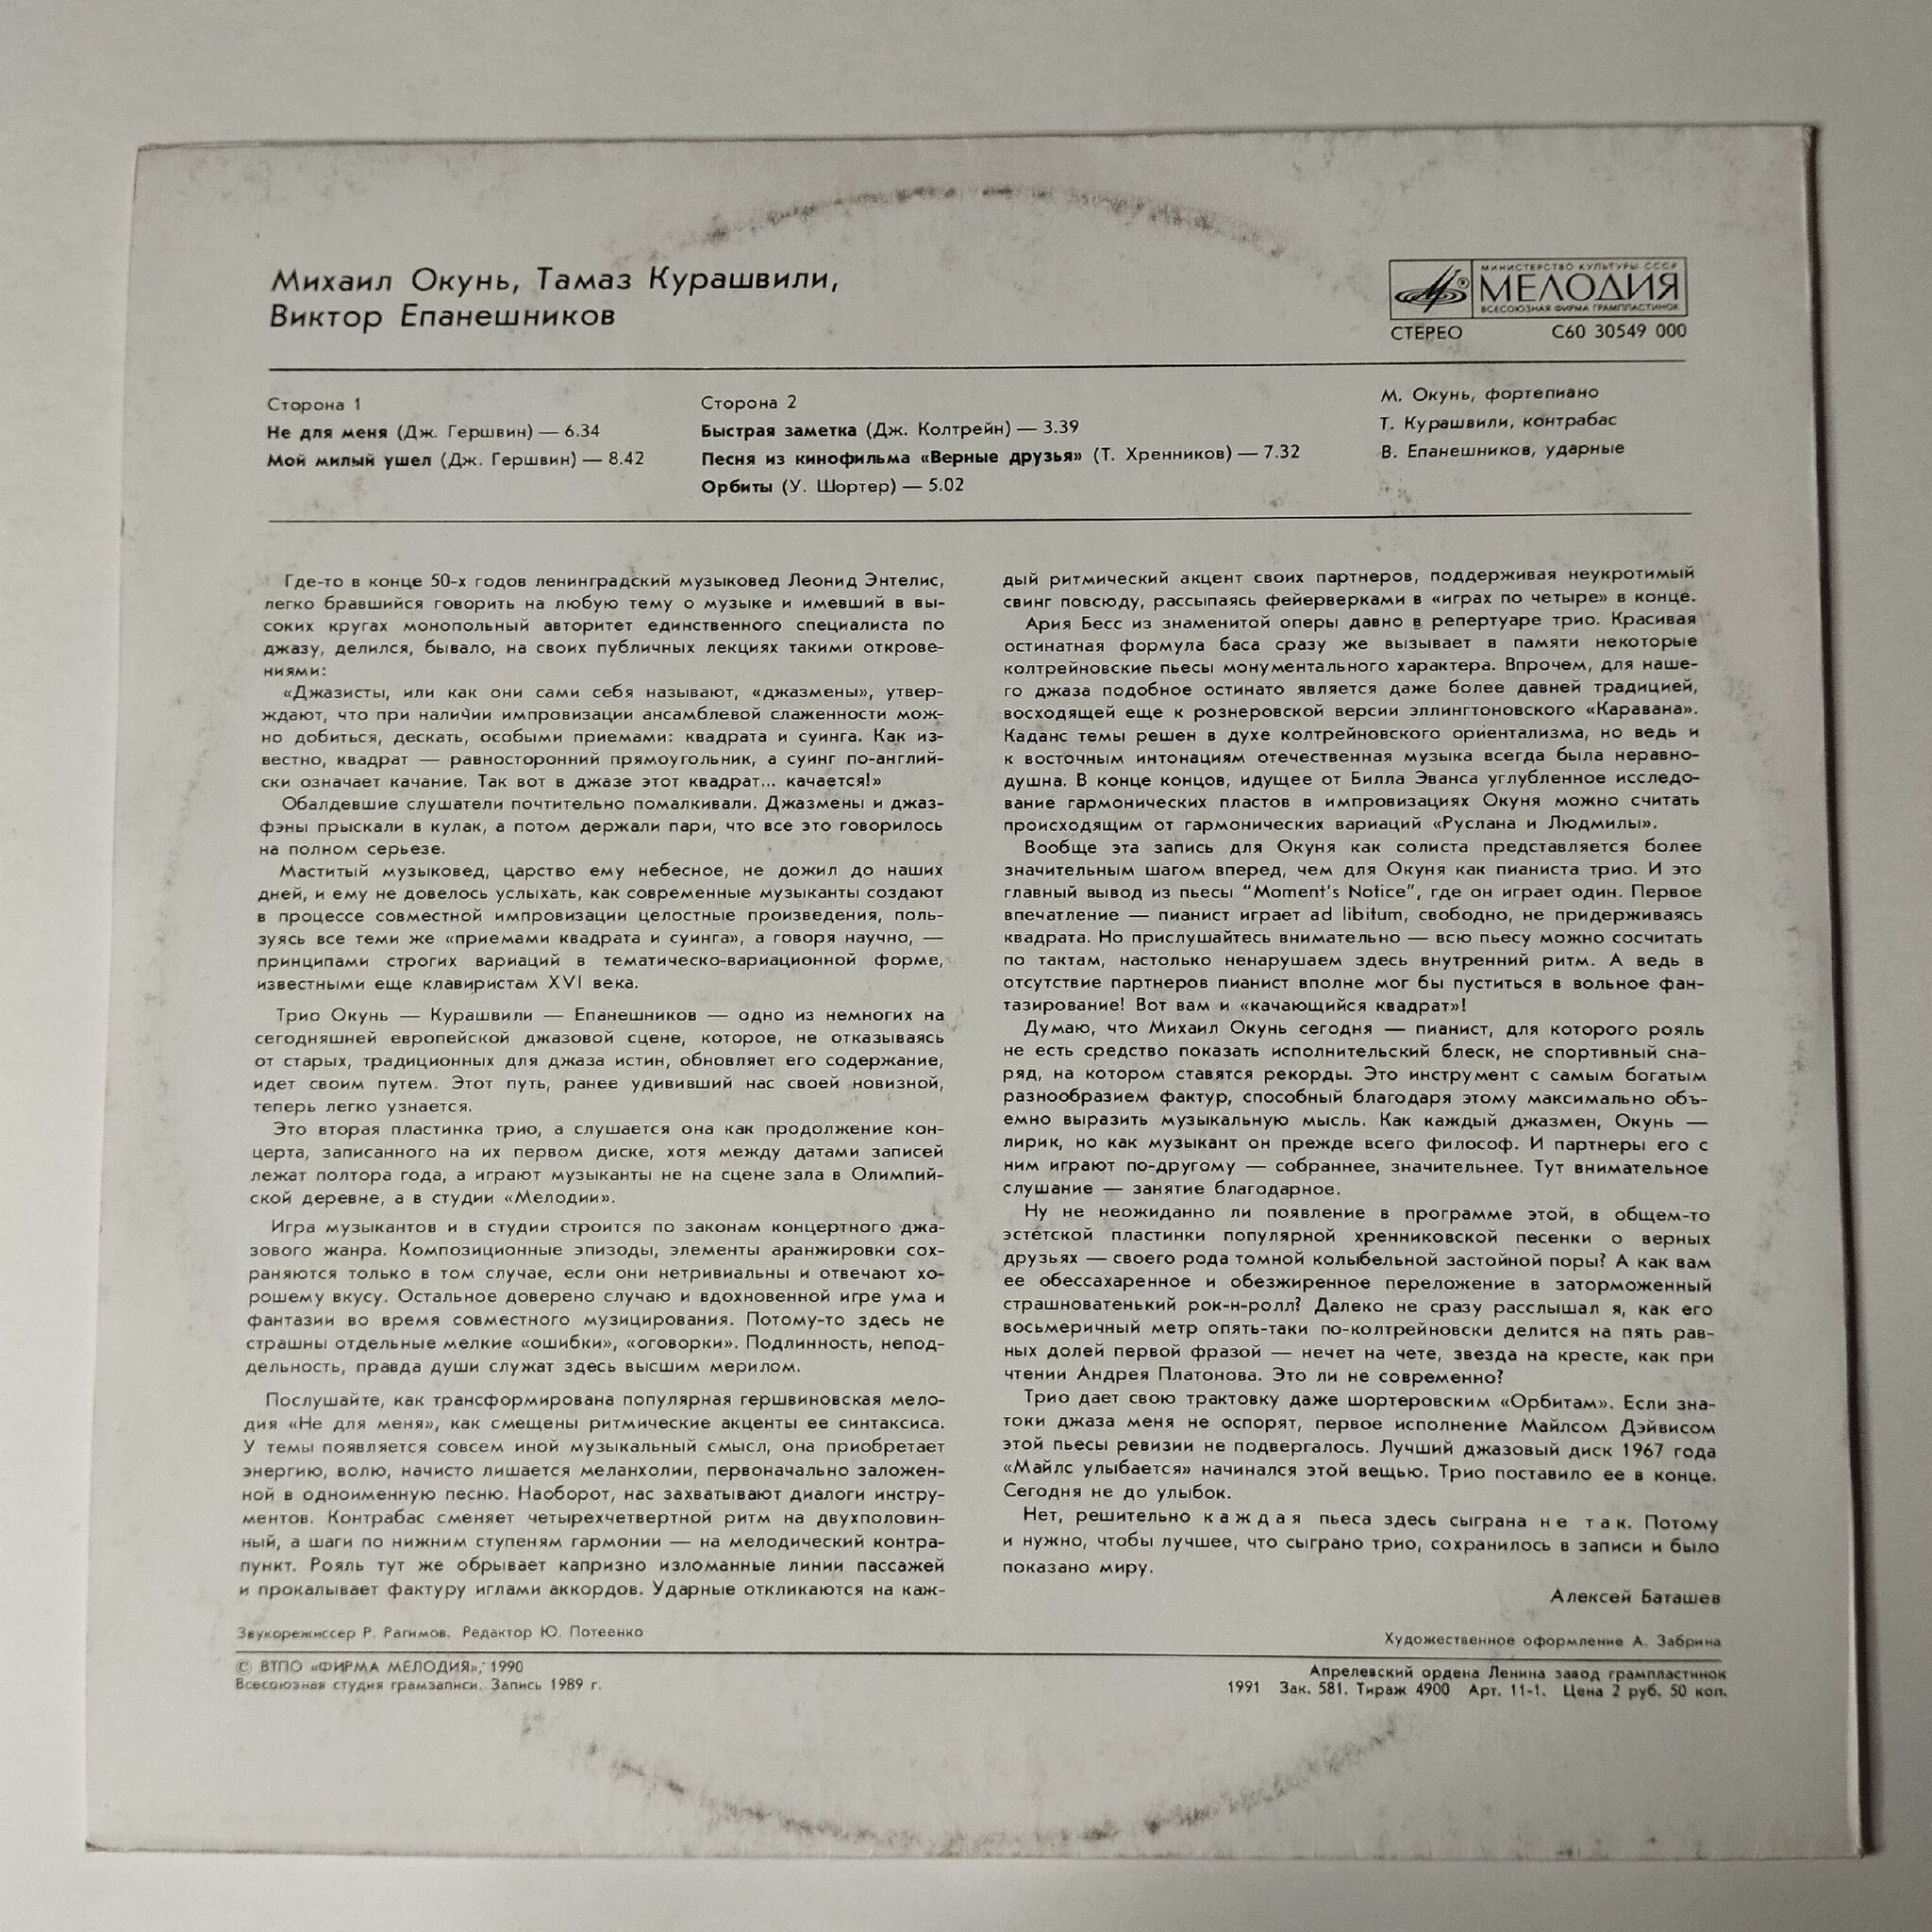 Михаил Окунь, Тамаз Курашвили,
Виктор Епанешников
МИНИСТЕРСТВО КУЛЬТУРЫ СССР
МЕЛОДИЯ
ВСЕСОЮЗНАЯ ФИРМА ГРАМПЛАСТИНОК
СТЕРЕО С60 30549 000
Сторона 1
Не для меня (Дж. Гершвин) — 6.34
Мой милый ушел (Дж. Гершвин) — 8.42
Сторона 2
Быстрая заметка (Дж. Колтрейн) — 3.39
Песня из кинофильма «Верные друзья» (Т. Хренников) — 7.32
Орбиты (У. Шортер) — 5.02
М. Окунь, фортепиано
Т. Курашвили, контрабас
В. Епанешников, ударные
Где-то в конце 50-х годов ленинградский музыковед Леонид Энтелис,
легко бравшийся говорить на любую тему о музыке и имевший в вы-
соких кругах монопольный авторитет единственного специалиста по
джазу, делился, бывало, на своих публичных лекциях такими открове-
ниями:
«Джазисты, или как они сами себя называют, «джазмены», утвер-
ждают, что при наличии импровизации ансамблевой слаженности мож-
но добиться, дескать, особыми приемами: квадрата и суинга. Как из-
вестно, квадрат — равносторонний прямоугольник, а суинг по-англий-
ски означает качание. Так вот в джазе этот квадрат... качается!»
Обалдевшие слушатели почтительно помалкивали. Джазмены и джаз-
фэны прыскали в кулак, а потом держали пари, что все это говорилось
на полном серьезе.
Маститый музыковед, царство ему небесное, не дожил до наших
дней, и ему не довелось услыхать, как современные музыканты создают
в процессе совместной импровизации целостные произведения, поль-
зуясь все теми же «приемами квадрата и суинга», а говоря научно, —
принципами строгих вариаций в тематическо-вариационной форме,
известными еще клавиристам XVI века.
Трио Окунь — Курашвили — Епанешников — одно из немногих на
сегодняшней европейской джазовой сцене, которое, не отказываясь
от старых, традиционных для джаза истин, обновляет его содержание,
идет своим путем. Этот путь, ранее удививший нас своей новизной,
теперь легко узнается.
Это вторая пластинка трио, а слушается она как продолжение кон-
церта, записанного на их первом диске, хотя между датами записей
лежат полтора года, а играют музыканты не на сцене зала в Олимпий-
ской деревне, а в студии «Мелодии».
Игра музыкантов и в студии строится по законам концертного джа-
зового жанра. Композиционные эпизоды, элементы аранжировки сох-
раняются только в том случае, если они нетривиальны и отвечают хо-
рошему вкусу. Остальное доверено случаю и вдохновенной игре ума и
фантазии во время совместного музицирования. Потому-то здесь не
страшны отдельные мелкие «ошибки», «оговорки». Подлинность, непод-
дельность, правда души служат здесь высшим мерилом.
Послушайте, как трансформирована популярная гершвиновская мело-
дия «Не для меня», как смещены ритмические акценты ее синтаксиса.
У темы появляется совсем иной музыкальный смысл, она приобретает
энергию, волю, начисто лишается меланхолии, первоначально заложен-
ной в одноименную песню. Наоборот, нас захватывают диалоги инстру-
ментов. Контрабас сменяет четырехчетвертной ритм на двухполовин-
ный, а шаги по нижним ступеням гармонии — на мелодический контра-
пункт. Рояль тут же обрывает капризно изломанные линии пассажей
и прокалывает фактуру иглами аккордов. Ударные откликаются на каж-
дый ритмический акцент своих партнеров, поддерживая неукротимый
свинг повсюду, рассыпаясь фейерверками в «играх по четыре» в конце.
Ария Бесс из знаменитой оперы давно в репертуаре трио. Красивая
остинатная формула баса сразу же вызывает в памяти некоторые
колтрейновские пьесы монументального характера. Впрочем, для наше-
го джаза подобное остинато является даже более давней традицией,
восходящей еще к рознеровской версии эллингтоновского «Каравана».
Каданс темы решен в духе колтрейновского ориентализма, но ведь и
к восточным интонациям отечественная музыка всегда была неравно-
душна. В конце концов, идущее от Билла Эванса углубленное исследо-
вание гармонических пластов в импровизациях Окуня можно считать
происходящим от гармонических вариаций «Руслана и Людмилы».
Вообще эта запись для Окуня как солиста представляется более
значительным шагом вперед, чем для Окуня как пианиста трио. И это
главный вывод из пьесы “Moment's Notice”, где он играет один. Первое
впечатление — пианист играет ad libitum, свободно, не придерживаясь
квадрата. Но прислушайтесь внимательно — всю пьесу можно сосчитать
по тактам, настолько ненарушаем здесь внутренний ритм. А ведь в
отсутствие партнеров пианист вполне мог бы пуститься в вольное фан-
тазирование! Вот вам и «качающийся квадрат»!
Думаю, что Михаил Окунь сегодня — пианист, для которого рояль
не есть средство показать исполнительский блеск, не спортивный сна-
ряд, на котором ставятся рекорды. Это инструмент с самым богатым
разнообразием фактур, способный благодаря этому максимально объ-
емно выразить музыкальную мысль. Как каждый джазмен, Окунь —
лирик, но как музыкант он прежде всего философ. И партнеры его с
ним играют по-другому — собраннее, значительнее. Тут внимательное
слушание — занятие благодарное.
Ну не неожиданно ли появление в программе этой, в общем-то
эстетской пластинки популярной хренниковской песенки о верных
друзьях — своего рода томной колыбельной застойной поры? А как вам
ее обессахаренное и обезжиренное переложение в заторможенный
страшноватенький рок-н-ролл? Далеко не сразу расслышал я, как его
восьмеричный метр опять-таки по-колтрейновски делится на пять рав-
ных долей первой фразой — нечет на чете, звезда на кресте, как при
чтении Андрея Платонова. Это ли не современно?
Трио дает свою трактовку даже шортеровским «Орбитам». Если зна-
токи джаза меня не оспорят, первое исполнение Майлсом Дэйвисом
этой пьесы ревизии не подвергалось. Лучший джазовый диск 1967 года
«Майлс улыбается» начинался этой вещью. Трио поставило ее в конце.
Сегодня не до улыбок.
Нет, решительно каждая пьеса здесь сыграна не так. Потому
и нужно, чтобы лучшее, что сыграно трио, сохранилось в записи и было
показано миру.
Алексей Баташев
Звукорежиссер Р. Рагимов. Редактор Ю. Потеенко
Художественное оформление А. Забрина
© ВТПО «ФИРМА МЕЛОДИЯ», 1990
Всесоюзная студия грамзаписи. Запись 1989 г.
Апрелевский ордена Ленина завод грампластинок
1991 Зак. 581. Тираж 4900 Арт. 11-1. Цена 2 руб. 50 коп.